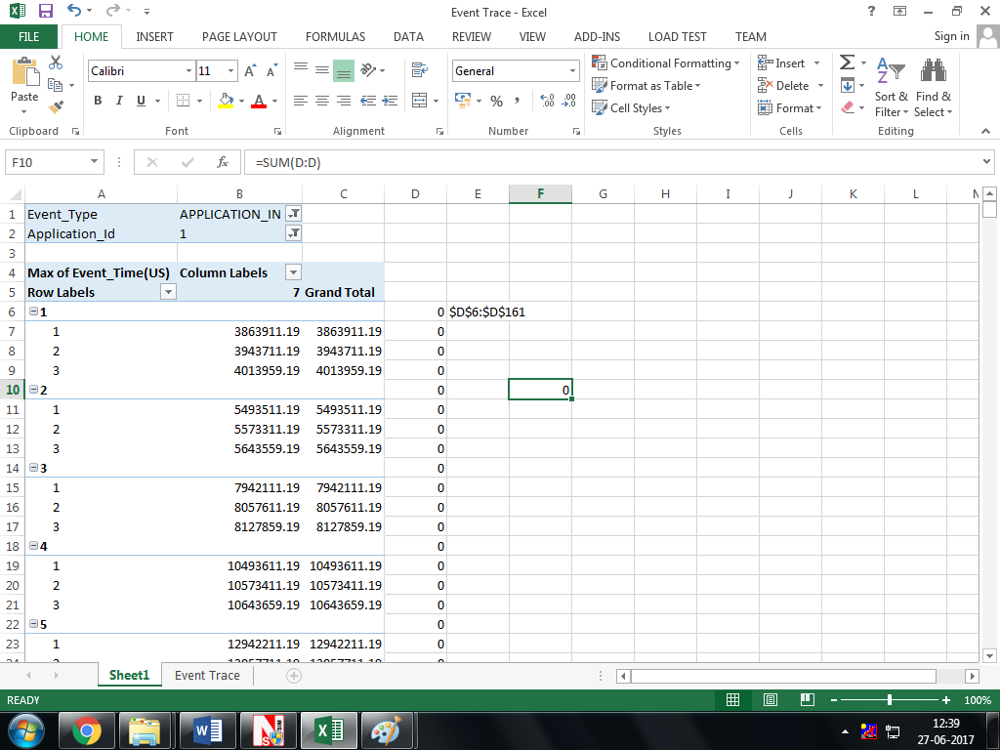 Event Trace - Excel
?
FILE HOME INSERT PAGE LAYOUT FORMULAS DATA REVIEW VIEW ADD-INS LOAD TEST TEAM Sign in
Paste
Calibri 11
B I U
General
% ,
Conditional Formatting
Format as Table
Cell Styles
Insert
Delete
Format
Sort & Filter
Find & Select
Clipboard Font Alignment Number Styles Cells Editing
F10 fx =SUM(D:D)
A B C D E F G H I J K L
1 Event_Type APPLICATION_IN
2 Application_Id 1
3
4 Max of Event_Time(US) Column Labels
5 Row Labels 7 Grand Total
6 1 0 $D$6:$D$161
7 1 3863911.19 3863911.19 0
8 2 3943711.19 3943711.19 0
9 3 4013959.19 4013959.19 0
10 2 0 0
11 1 5493511.19 5493511.19 0
12 2 5573311.19 5573311.19 0
13 3 5643559.19 5643559.19 0
14 3 0
15 1 7942111.19 7942111.19 0
16 2 8057611.19 8057611.19 0
17 3 8127859.19 8127859.19 0
18 4 0
19 1 10493611.19 10493611.19 0
20 2 10573411.19 10573411.19 0
21 3 10643659.19 10643659.19 0
22 5 0
23 1 12942211.19 12942211.19 0
Sheet1 Event Trace
READY 100%
12:39
27-06-2017